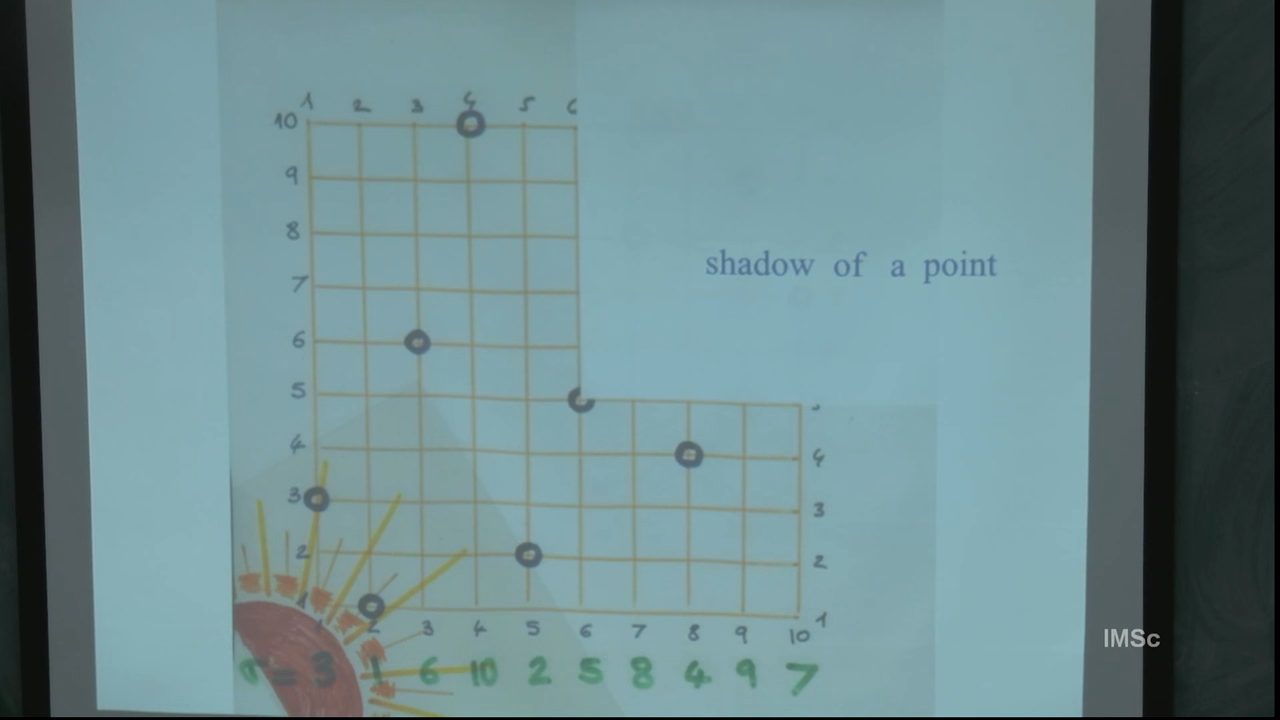 1 2 3 4 5 6
10
9
8
shadow of a point
7
6
5
4 4
3 3
2 2
1 1
1 2 3 4 5 6 7 8 9 10
σ = 3 1 6 10 2 5 8 4 9 7
IMSc